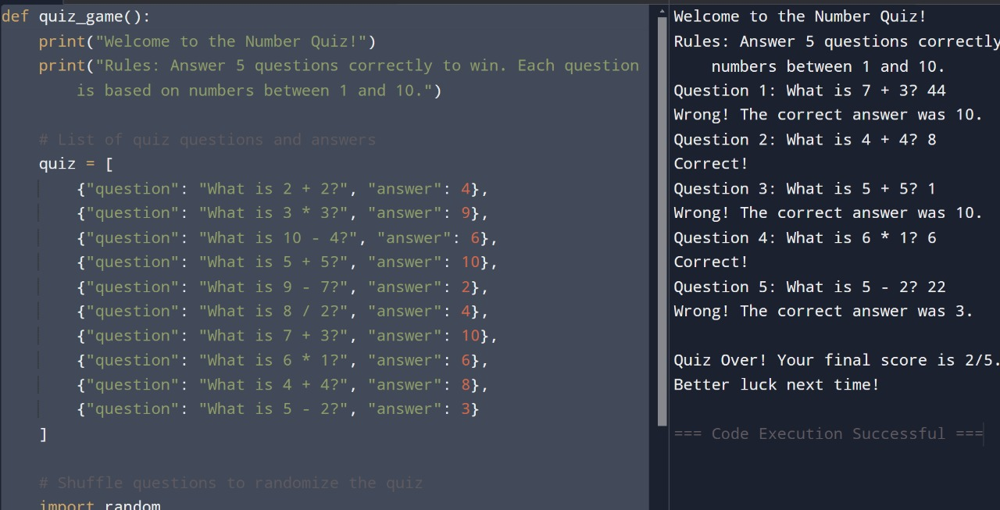 def quiz_game():
    print("Welcome to the Number Quiz!")
    print("Rules: Answer 5 questions correctly to win. Each question
        is based on numbers between 1 and 10.")
    # List of quiz questions and answers
    quiz = [
        {"question": "What is 2 + 2?", "answer": 4},
        {"question": "What is 3 * 3?", "answer": 9},
        {"question": "What is 10 - 4?", "answer": 6},
        {"question": "What is 5 + 5?", "answer": 10},
        {"question": "What is 9 - 7?", "answer": 2},
        {"question": "What is 8 / 2?", "answer": 4},
        {"question": "What is 7 + 3?", "answer": 10},
        {"question": "What is 6 * 1?", "answer": 6},
        {"question": "What is 4 + 4?", "answer": 8},
        {"question": "What is 5 - 2?", "answer": 3}
    ]
    # Shuffle questions to randomize the quiz
    import random
Welcome to the Number Quiz!
Rules: Answer 5 questions correctly
    numbers between 1 and 10.
Question 1: What is 7 + 3? 44
Wrong! The correct answer was 10.
Question 2: What is 4 + 4? 8
Correct!
Question 3: What is 5 + 5? 1
Wrong! The correct answer was 10.
Question 4: What is 6 * 1? 6
Correct!
Question 5: What is 5 - 2? 22
Wrong! The correct answer was 3.
Quiz Over! Your final score is 2/5.
Better luck next time!
=== Code Execution Successful ===